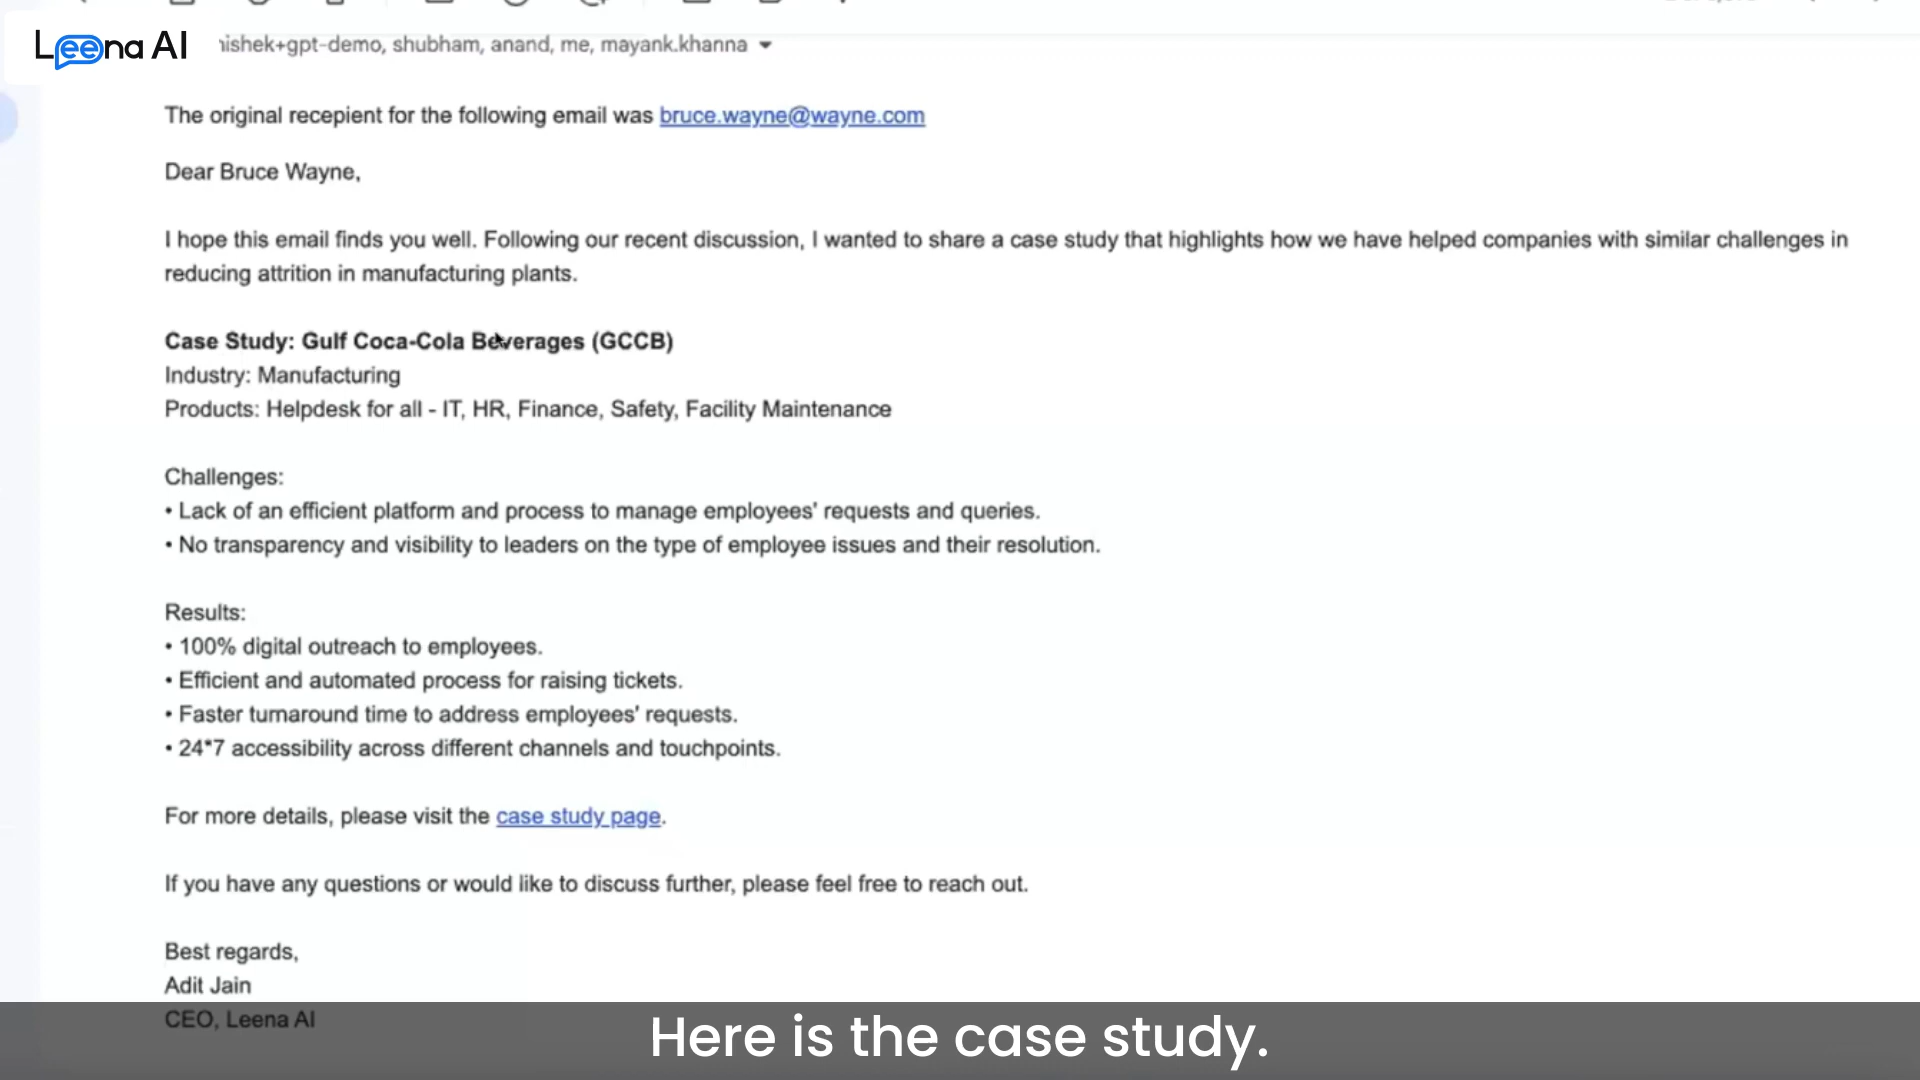 Leena AI
hishek+gpt-demo, shubham, anand, me, mayank.khanna
The original recepient for the following email was bruce.wayne@wayne.com
Dear Bruce Wayne,
I hope this email finds you well. Following our recent discussion, I wanted to share a case study that highlights how we have helped companies with similar challenges in
reducing attrition in manufacturing plants.
Case Study: Gulf Coca-Cola Beverages (GCCB)
Industry: Manufacturing
Products: Helpdesk for all - IT, HR, Finance, Safety, Facility Maintenance
Challenges:
• Lack of an efficient platform and process to manage employees' requests and queries.
• No transparency and visibility to leaders on the type of employee issues and their resolution.
Results:
• 100% digital outreach to employees.
• Efficient and automated process for raising tickets.
• Faster turnaround time to address employees' requests.
• 24*7 accessibility across different channels and touchpoints.
For more details, please visit the case study page.
If you have any questions or would like to discuss further, please feel free to reach out.
Best regards,
Adit Jain
CEO, Leena AI
Here is the case study.